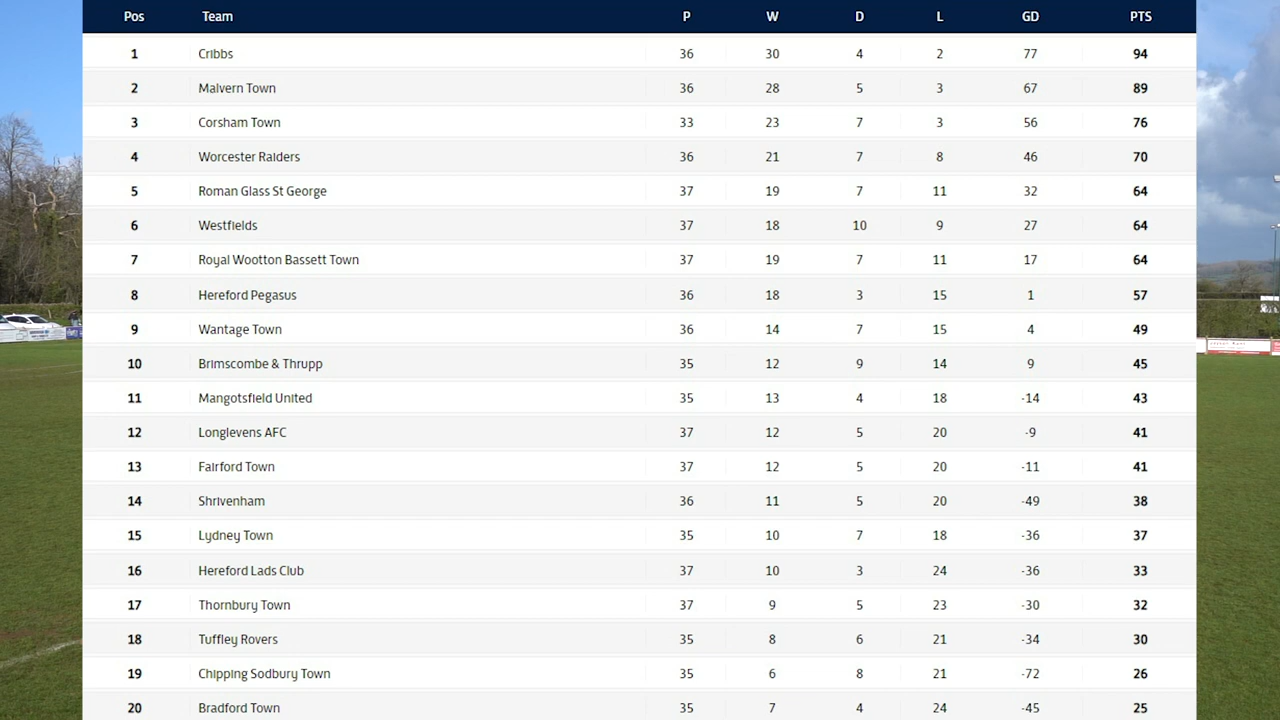 Pos Team P W D L GD PTS
1 Cribbs 36 30 4 2 77 94
2 Malvern Town 36 28 5 3 67 89
3 Corsham Town 33 23 7 3 56 76
4 Worcester Raiders 36 21 7 8 46 70
5 Roman Glass St George 37 19 7 11 32 64
6 Westfields 37 18 10 9 27 64
7 Royal Wootton Bassett Town 37 19 7 11 17 64
8 Hereford Pegasus 36 18 3 15 1 57
9 Wantage Town 36 14 7 15 4 49
10 Brimscombe & Thrupp 35 12 9 14 9 45
11 Mangotsfield United 35 13 4 18 -14 43
12 Longlevens AFC 37 12 5 20 -9 41
13 Fairford Town 37 12 5 20 -11 41
14 Shrivenham 36 11 5 20 -49 38
15 Lydney Town 35 10 7 18 -36 37
16 Hereford Lads Club 37 10 3 24 -36 33
17 Thornbury Town 37 9 5 23 -30 32
18 Tuffley Rovers 35 8 6 21 -34 30
19 Chipping Sodbury Town 35 6 8 21 -72 26
20 Bradford Town 35 7 4 24 -45 25